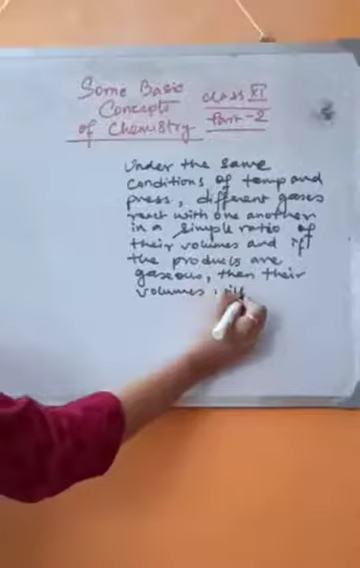 Some Basic
Concepts
of Chemistry
class XI
Part-2
Under the same
conditions of temp and
press, different gases
react with one another
in a simple ratio of
their volumes and if
the products are
gaseous, then their
volumes,